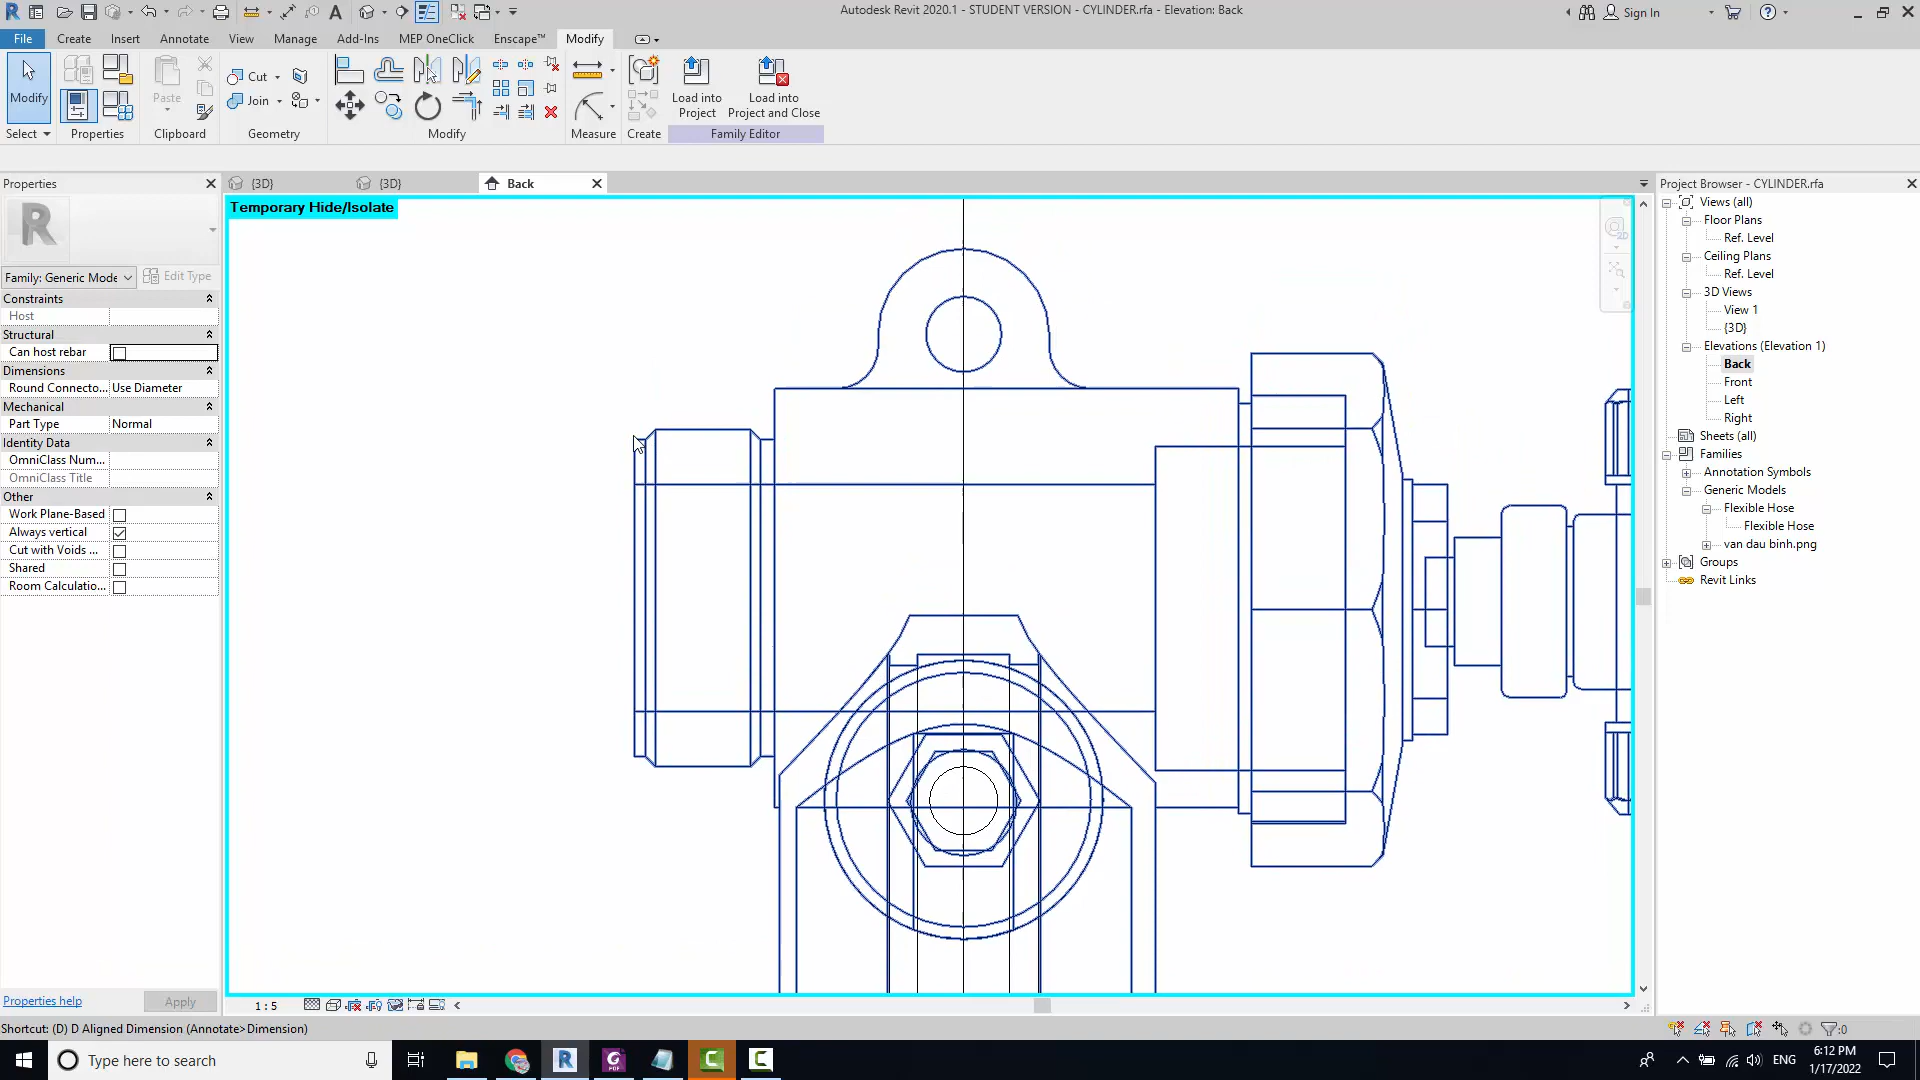 Autodesk Revit 2020.1 - STUDENT VERSION - CYLINDER.rfa - Elevation: Back
Sign In
File Create Insert Annotate View Manage Add-Ins MEP OneClick Enscape™ Modify
Modify
Paste
Cut
Join
Load into
Project
Load into
Project and Close
Select Properties Clipboard Geometry Modify Measure Create Family Editor
Properties
{3D}
{3D}
Back
Temporary Hide/Isolate
Family: Generic Mode
Edit Type
Constraints
Host
Structural
Can host rebar
Dimensions
Round Connecto... Use Diameter
Mechanical
Part Type Normal
Identity Data
OmniClass Num...
OmniClass Title
Other
Work Plane-Based
Always vertical
Cut with Voids ...
Shared
Room Calculatio...
Properties help
Apply
Project Browser - CYLINDER.rfa
Views (all)
Floor Plans
Ref. Level
Ceiling Plans
Ref. Level
3D Views
View 1
{3D}
Elevations (Elevation 1)
Back
Front
Left
Right
Sheets (all)
Families
Annotation Symbols
Generic Models
Flexible Hose
Flexible Hose
van dau binh.png
Groups
Revit Links
1 : 5
Shortcut: (D) D Aligned Dimension (Annotate>Dimension)
:0
Type here to search
ENG
6:12 PM
1/17/2022